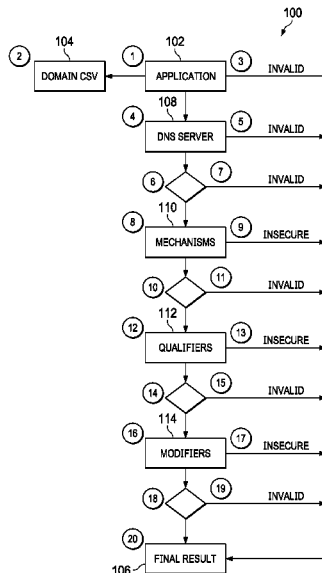 100
104
102
2
1
3
DOMAIN CSV
APPLICATION
INVALID
108
4
5
DNS SERVER
INVALID
6
7
INVALID
110
8
9
MECHANISMS
INSECURE
10
11
INVALID
112
12
13
QUALIFIERS
INSECURE
14
15
INVALID
114
16
17
MODIFIERS
INSECURE
18
19
INVALID
20
FINAL RESULT
106